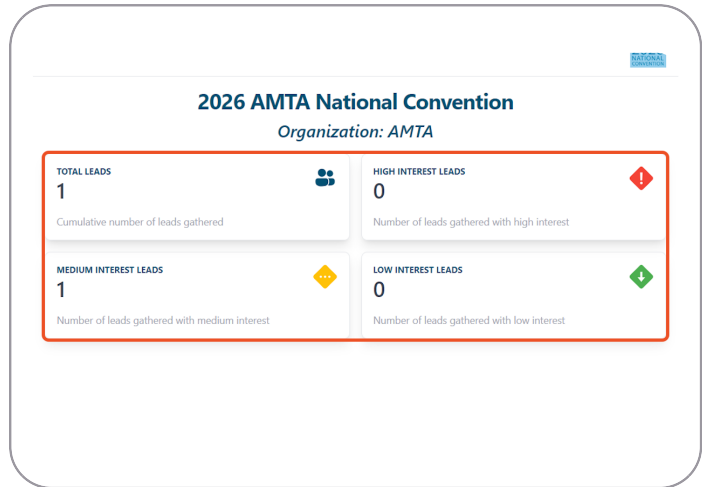 NATIONAL
CONVENTION
2026 AMTA National Convention
Organization: AMTA
TOTAL LEADS
1
Cumulative number of leads gathered
HIGH INTEREST LEADS
0
Number of leads gathered with high interest
MEDIUM INTEREST LEADS
1
Number of leads gathered with medium interest
LOW INTEREST LEADS
0
Number of leads gathered with low interest